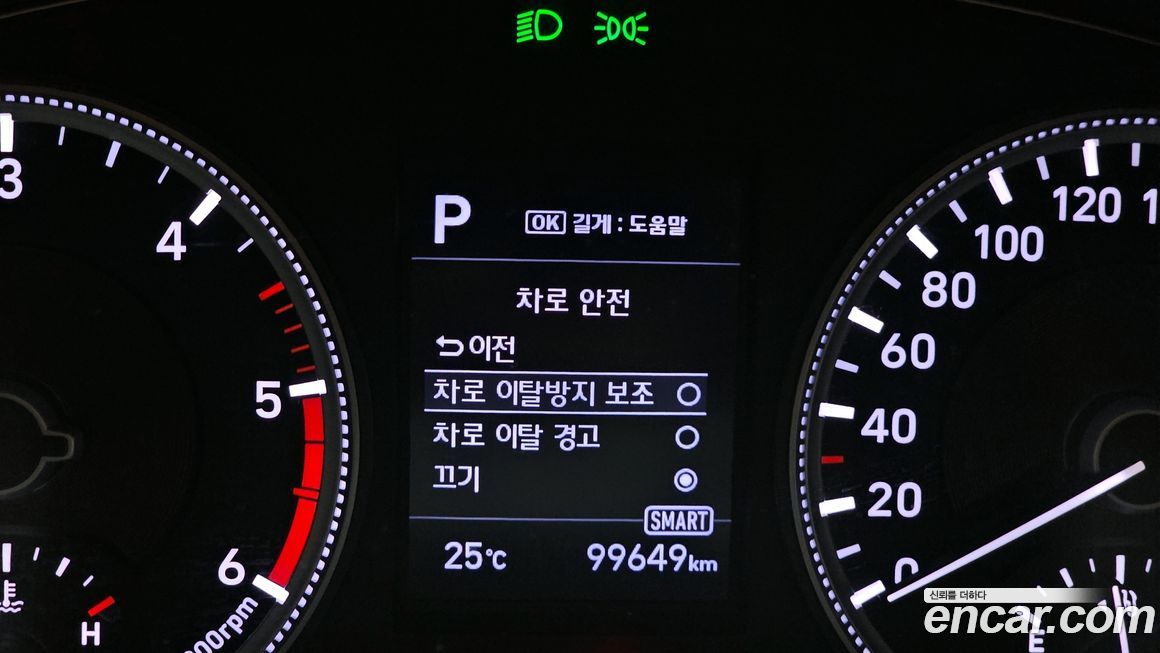 3
4
5
6
000rpm
H
P
OK 길게 : 도움말
차로 안전
이전
차로 이탈방지 보조
차로 이탈 경고
끄기
SMART
25℃ 99649km
120
100
80
60
40
20
0
E
신뢰를 더하다
encar.com